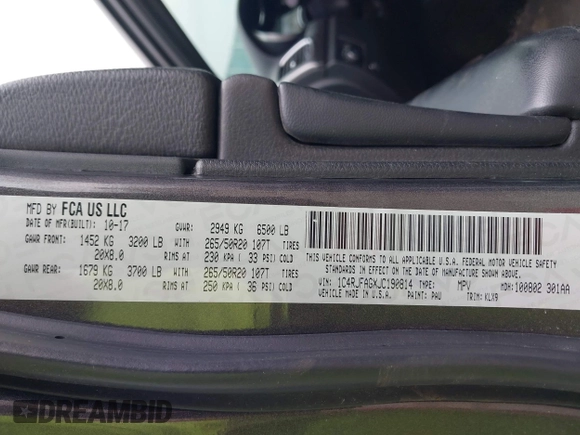 MFD BY FCA US LLC
DATE OF MFR(BUILT): 10-17 GVWR: 2949 KG 6500 LB
GAWR FRONT: 1452 KG 3200 LB WITH 265/50R20 107T TIRES
20X8.0 RIMS AT 230 KPA ( 33 PSI) COLD
GAWR REAR: 1679 KG 3700 LB WITH 265/50R20 107T TIRES
20X8.0 RIMS AT 250 KPA ( 36 PSI) COLD
THIS VEHICLE CONFORMS TO ALL APPLICABLE U.S.A. FEDERAL MOTOR VEHICLE SAFETY
STANDARDS IN EFFECT ON THE DATE OF MANUFACTURE SHOWN ABOVE.
VIN: 1C4RJFAGXJC190814 TYPE: MPV MDH:100802 301AA
VEHICLE MADE IN U.S.A. PAINT: PAU TRIM: KLX9
DREAMBID